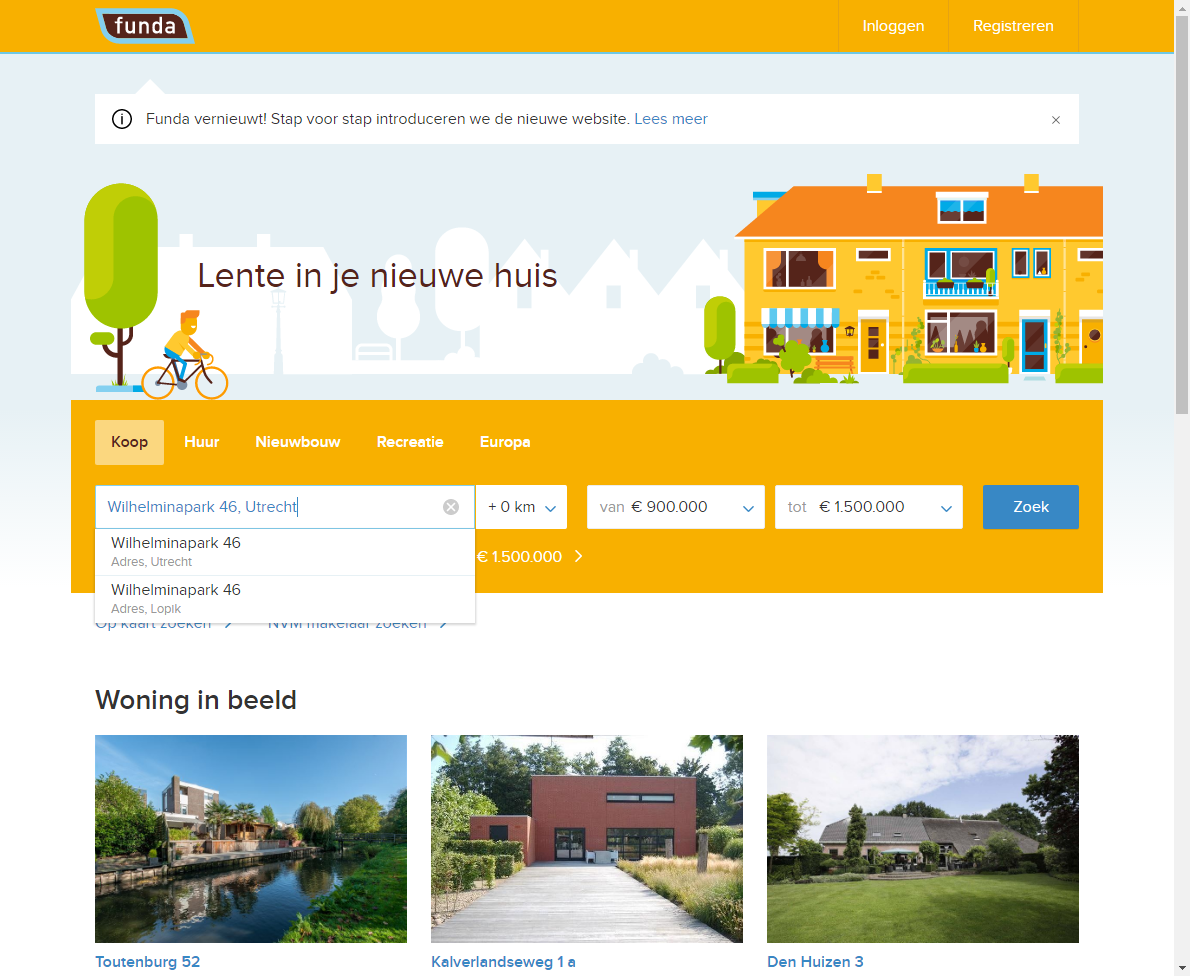 funda
Inloggen
Registreren
Funda vernieuwt! Stap voor stap introduceren we de nieuwe website. Lees meer
Lente in je nieuwe huis
Koop
Huur
Nieuwbouw
Recreatie
Europa
Wilhelminapark 46, Utrecht
+ 0 km
van € 900.000
tot € 1.500.000
Zoek
Wilhelminapark 46
Adres, Utrecht
€ 1.500.000
Wilhelminapark 46
Adres, Lopik
Op kaart zoeken
NVM makelaar zoeken
Woning in beeld
Toutenburg 52
Kalverlandseweg 1 a
Den Huizen 3